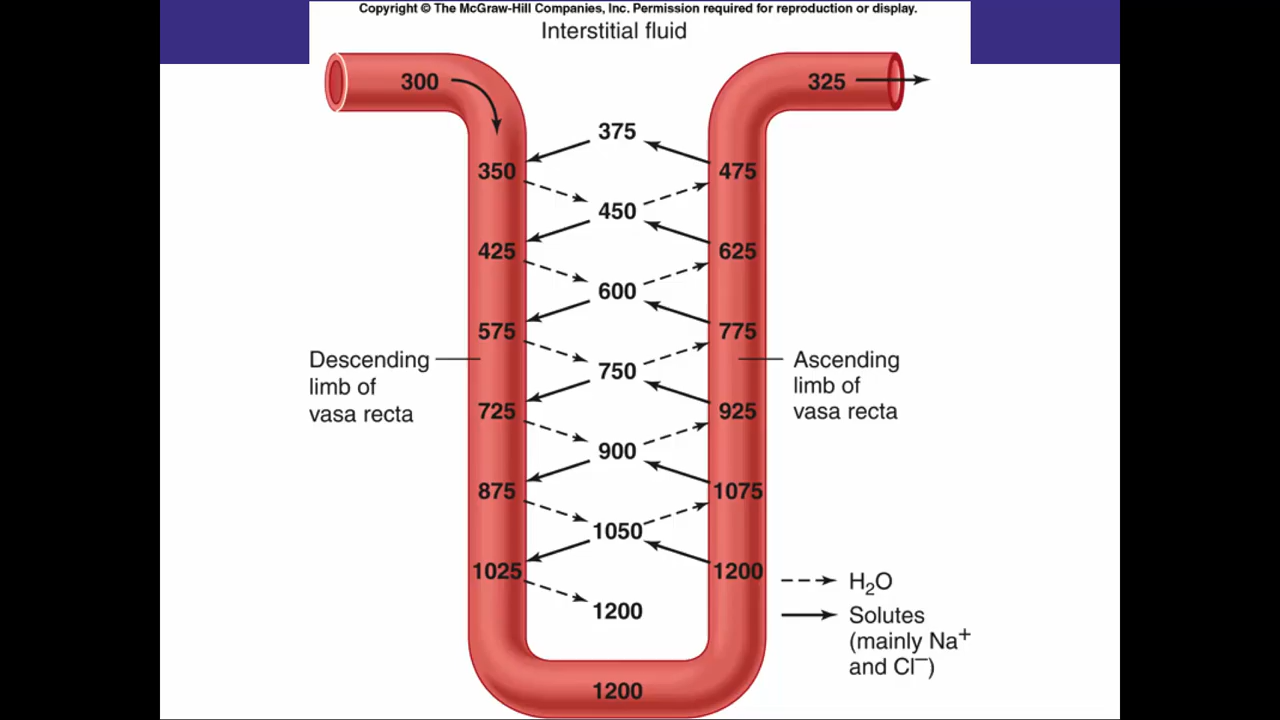 Copyright © The McGraw-Hill Companies, Inc. Permission required for reproduction or display.
Interstitial fluid
300
325
375
350
475
450
425
625
600
575
775
Descending
limb of
vasa recta
750
Ascending
limb of
vasa recta
725
925
900
875
1075
1050
1025
1200
H₂O
1200
Solutes
(mainly Na⁺
and Cl⁻)
1200